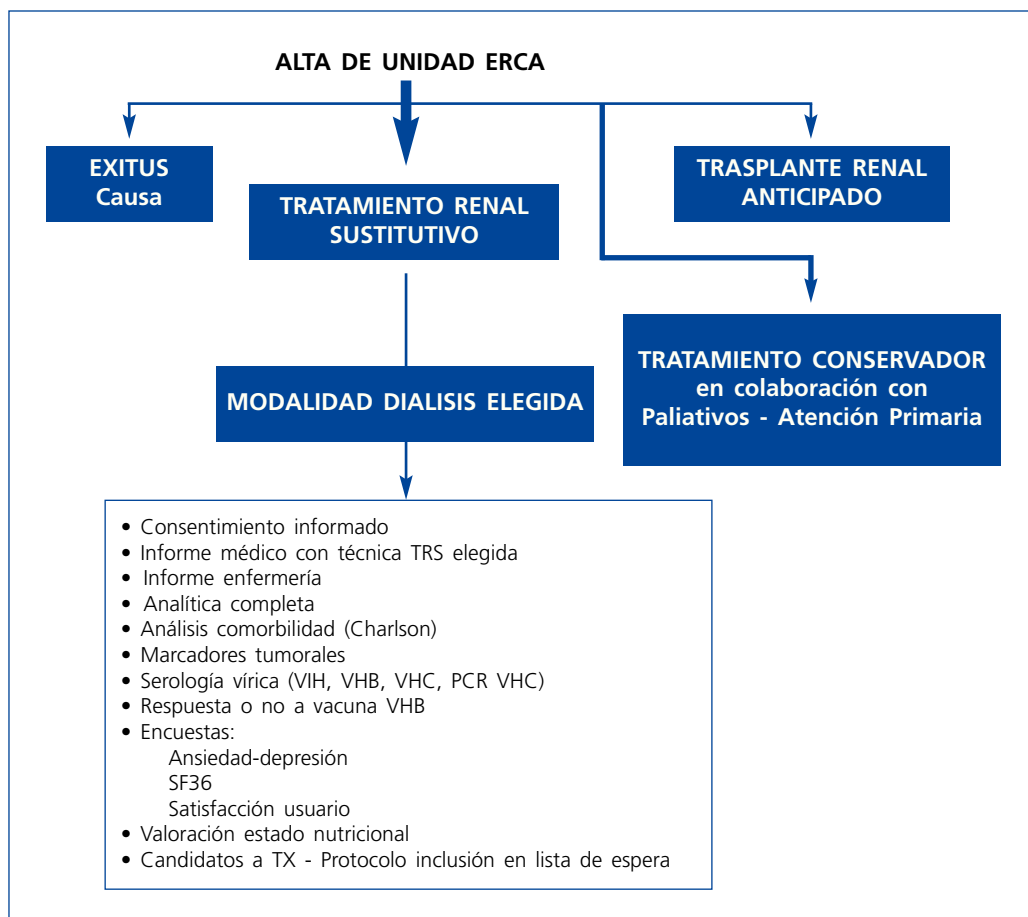 ALTA DE UNIDAD ERCA
EXITUS
Causa
TRATAMIENTO RENAL
SUSTITUTIVO
TRASPLANTE RENAL
ANTICIPADO
TRATAMIENTO CONSERVADOR
en colaboración con
Paliativos - Atención Primaria
MODALIDAD DIALISIS ELEGIDA
• Consentimiento informado
• Informe médico con técnica TRS elegida
• Informe enfermería
• Analítica completa
• Análisis comorbilidad (Charlson)
• Marcadores tumorales
• Serología vírica (VIH, VHB, VHC, PCR VHC)
• Respuesta o no a vacuna VHB
• Encuestas:
Ansiedad-depresión
SF36
Satisfacción usuario
• Valoración estado nutricional
• Candidatos a TX - Protocolo inclusión en lista de espera